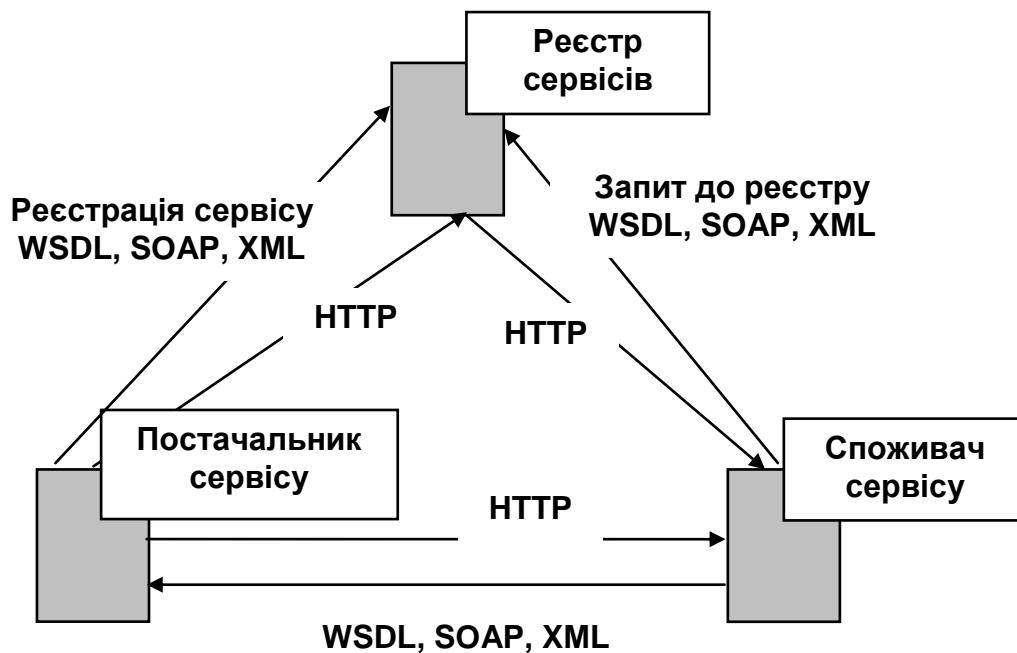 Реєстр
сервісів
Реєстрація сервісу
WSDL, SOAP, XML
Запит до реєстру
WSDL, SOAP, XML
HTTP
HTTP
Постачальник
сервісу
Споживач
сервісу
HTTP
WSDL, SOAP, XML